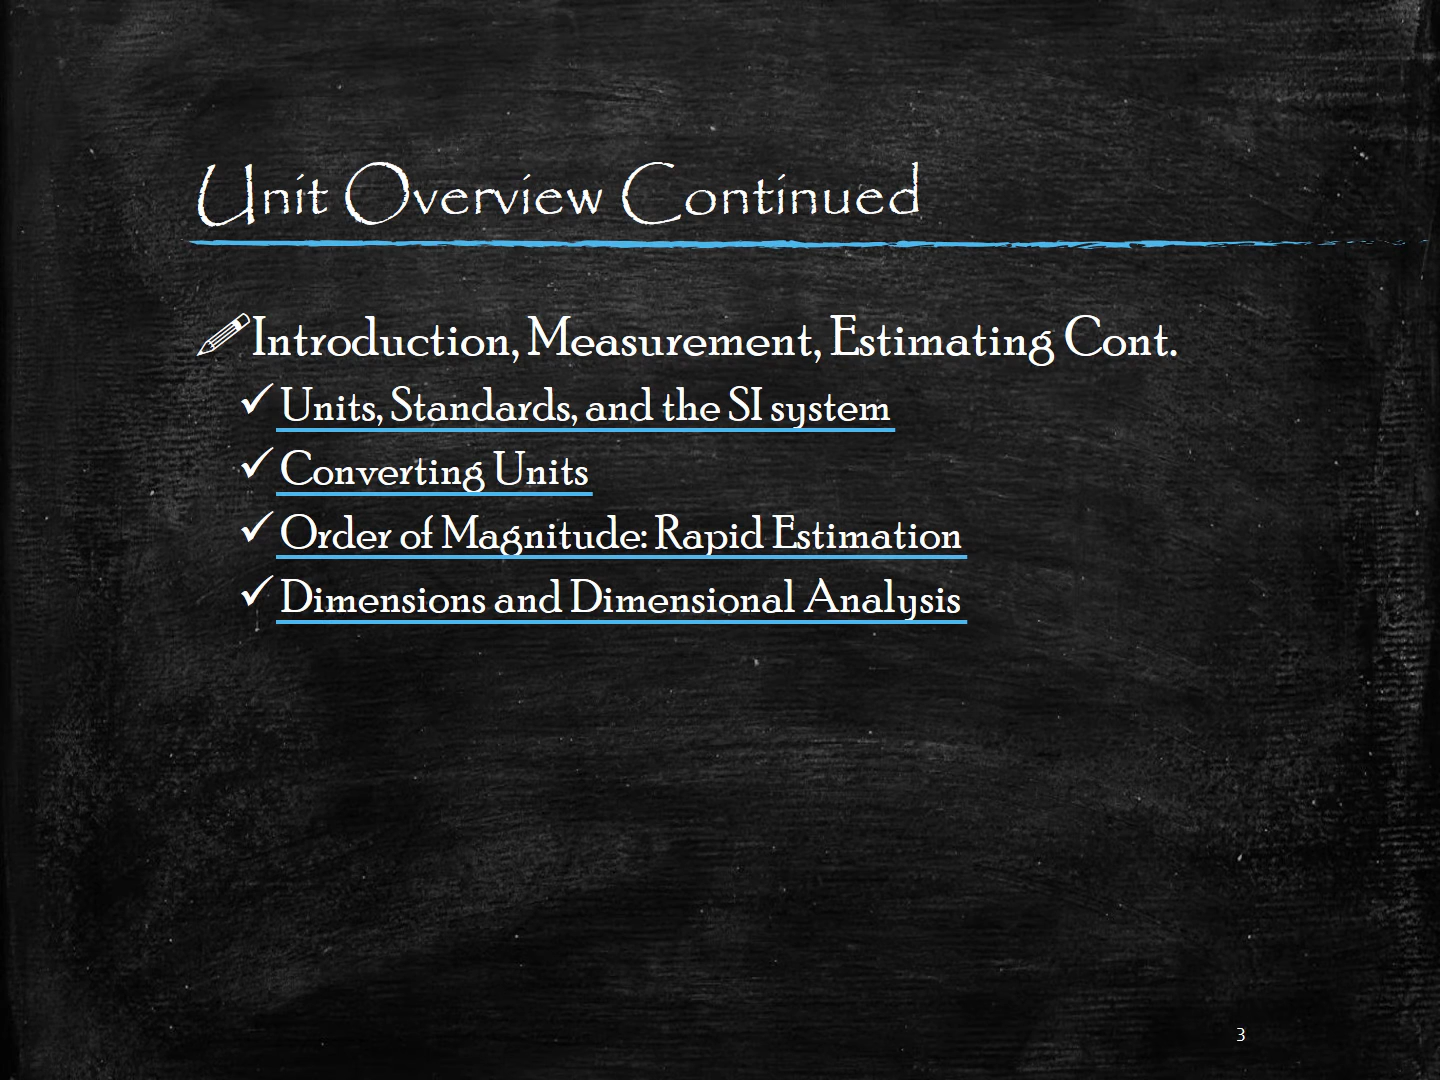 Unit Overview Continued
Introduction, Measurement, Estimating Cont.
Units, Standards, and the SI system
Converting Units
Order of Magnitude: Rapid Estimation
Dimensions and Dimensional Analysis
3